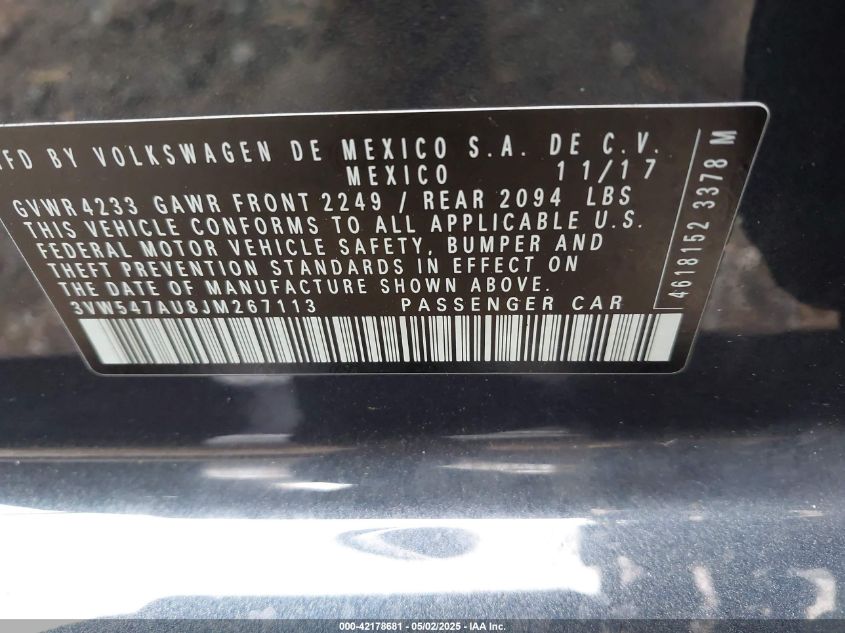 MFD BY VOLKSWAGEN DE MEXICO S.A. DE C.V.
MEXICO 11/17
GVWR 4233 GAWR FRONT 2249 / REAR 2094 LBS
THIS VEHICLE CONFORMS TO ALL APPLICABLE U.S.
FEDERAL MOTOR VEHICLE SAFETY, BUMPER AND
THEFT PREVENTION STANDARDS IN EFFECT ON
THE DATE OF MANUFACTURE SHOWN ABOVE.
3VW547AU8JM267113 PASSENGER CAR
4618152 3378 M
000-42178681 - 05/02/2025 - IAA Inc.